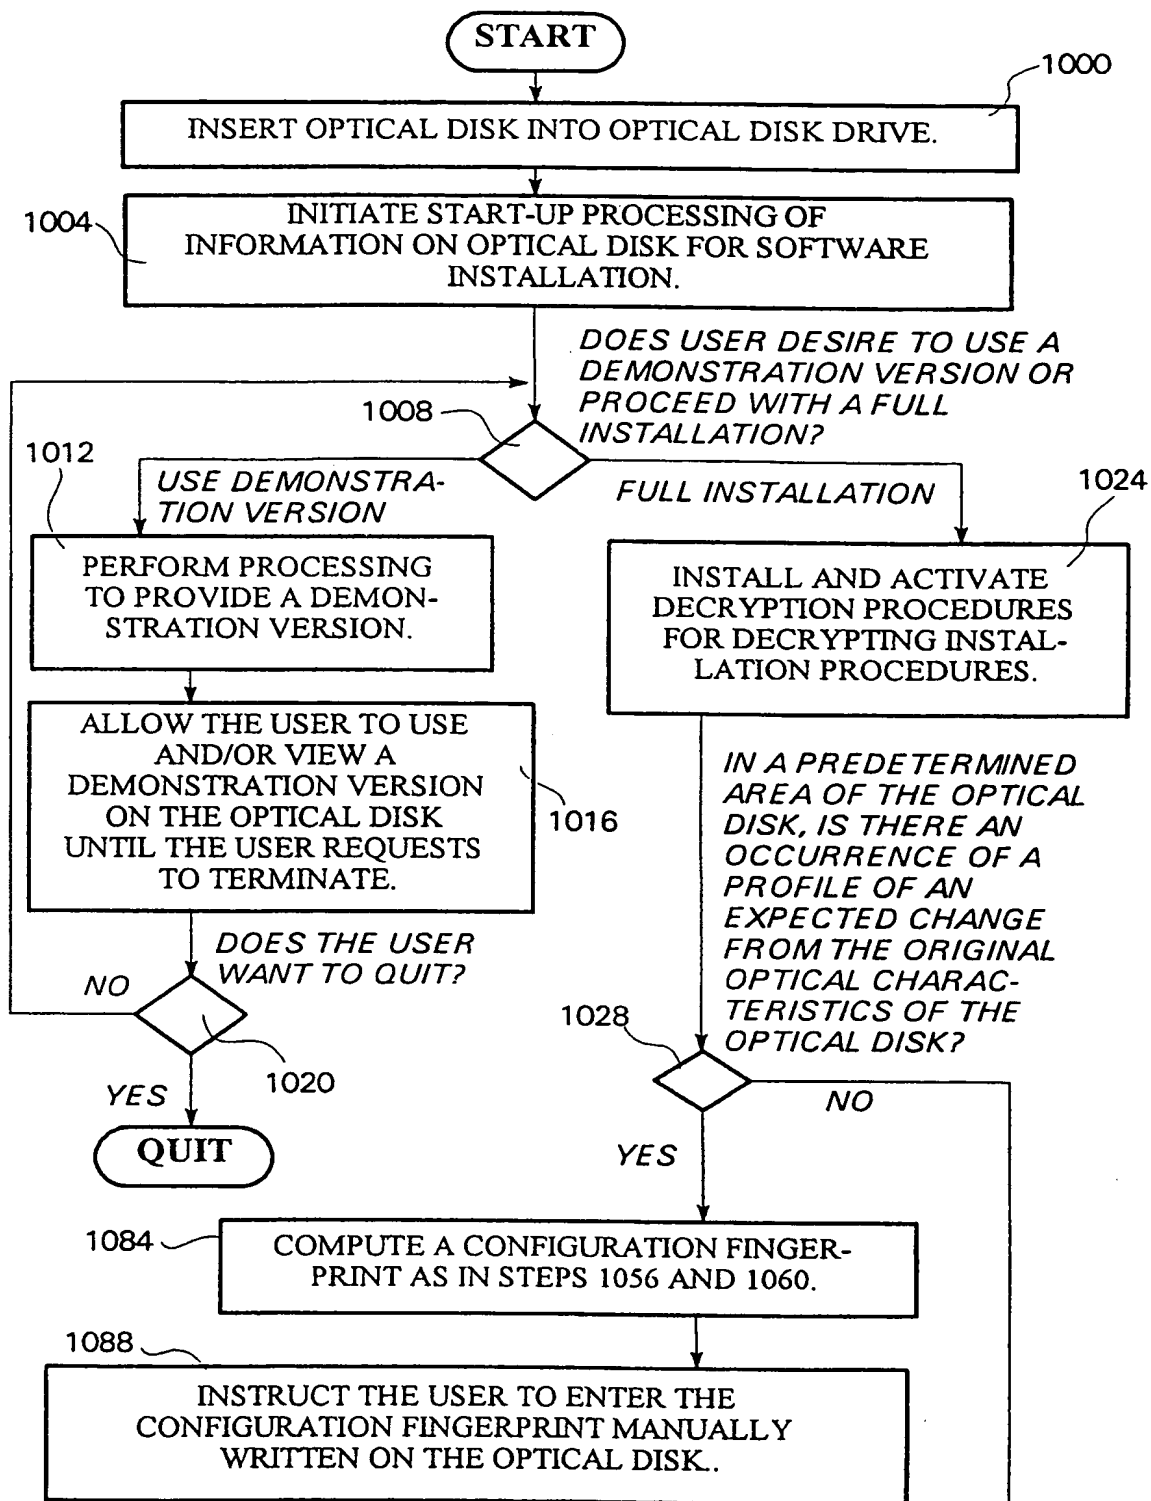 START
1000
INSERT OPTICAL DISK INTO OPTICAL DISK DRIVE.
1004
INITIATE START-UP PROCESSING OF
INFORMATION ON OPTICAL DISK FOR SOFTWARE
INSTALLATION.
DOES USER DESIRE TO USE A
DEMONSTRATION VERSION OR
PROCEED WITH A FULL
INSTALLATION?
1008
1012
USE DEMONSTRA-
TION VERSION
FULL INSTALLATION
1024
PERFORM PROCESSING
TO PROVIDE A DEMON-
STRATION VERSION.
INSTALL AND ACTIVATE
DECRYPTION PROCEDURES
FOR DECRYPTING INSTAL-
LATION PROCEDURES.
ALLOW THE USER TO USE
AND/OR VIEW A
DEMONSTRATION VERSION
ON THE OPTICAL DISK
UNTIL THE USER REQUESTS
TO TERMINATE.
1016
IN A PREDETERMINED
AREA OF THE OPTICAL
DISK, IS THERE AN
OCCURRENCE OF A
PROFILE OF AN
EXPECTED CHANGE
FROM THE ORIGINAL
OPTICAL CHARAC-
TERISTICS OF THE
OPTICAL DISK?
DOES THE USER
WANT TO QUIT?
NO
1020
YES
QUIT
1028
NO
YES
1084
COMPUTE A CONFIGURATION FINGER-
PRINT AS IN STEPS 1056 AND 1060.
1088
INSTRUCT THE USER TO ENTER THE
CONFIGURATION FINGERPRINT MANUALLY
WRITTEN ON THE OPTICAL DISK..